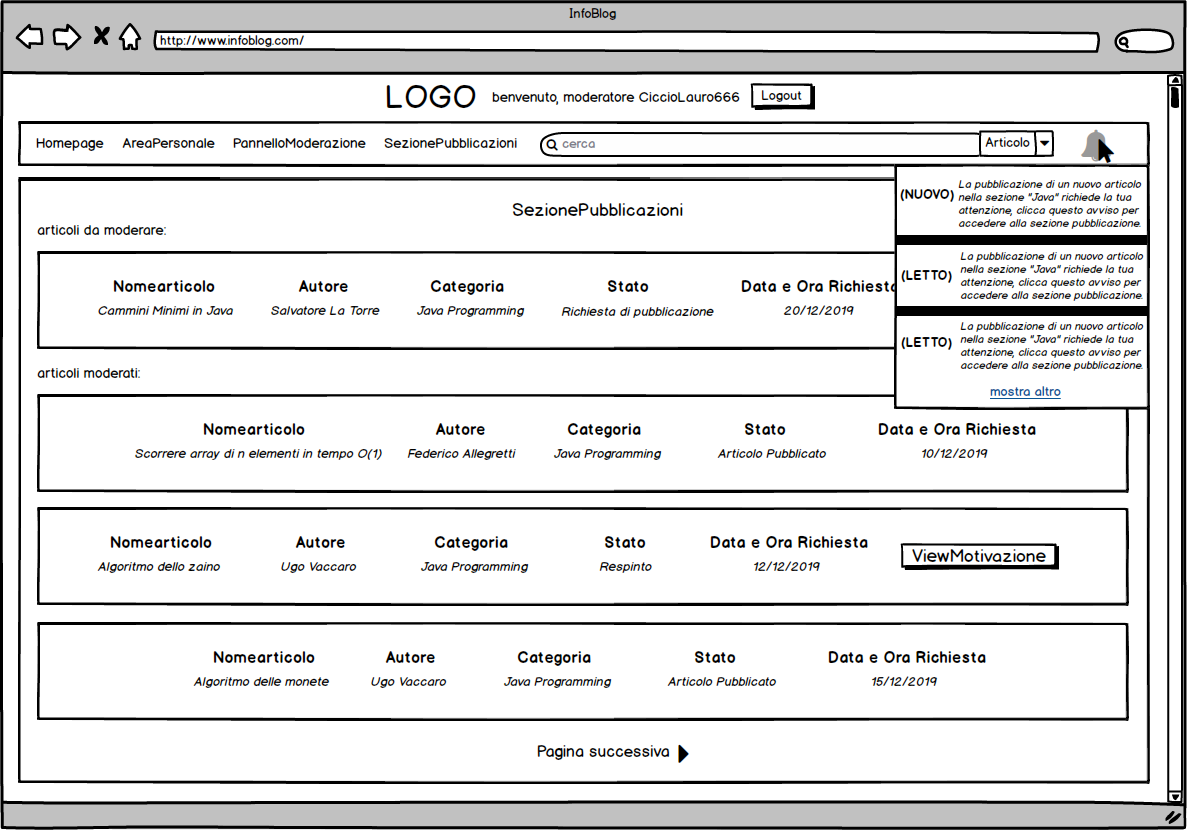 InfoBlog
http://www.infoblog.com/
LOGO benvenuto, moderatore CiccioLauro666 Logout
Homepage AreaPersonale PannelloModerazione SezionePubblicazioni cerca Articolo
(NUOVO)
La pubblicazione di un nuovo articolo
nella sezione "Java" richiede la tua
attenzione, clicca questo avviso per
accedere alla sezione pubblicazione.
(LETTO)
La pubblicazione di un nuovo articolo
nella sezione "Java" richiede la tua
attenzione, clicca questo avviso per
accedere alla sezione pubblicazione.
(LETTO)
La pubblicazione di un nuovo articolo
nella sezione "Java" richiede la tua
attenzione, clicca questo avviso per
accedere alla sezione pubblicazione.
mostra altro
SezionePubblicazioni
articoli da moderare:
Nomearticolo Autore Categoria Stato Data e Ora Richiesta
Cammini Minimi in Java Salvatore La Torre Java Programming Richiesta di pubblicazione 20/12/2019
articoli moderati:
Nomearticolo Autore Categoria Stato Data e Ora Richiesta
Scorrere array di n elementi in tempo O(1) Federico Allegretti Java Programming Articolo Pubblicato 10/12/2019
Nomearticolo Autore Categoria Stato Data e Ora Richiesta
Algoritmo dello zaino Ugo Vaccaro Java Programming Respinto 12/12/2019
ViewMotivazione
Nomearticolo Autore Categoria Stato Data e Ora Richiesta
Algoritmo delle monete Ugo Vaccaro Java Programming Articolo Pubblicato 15/12/2019
Pagina successiva